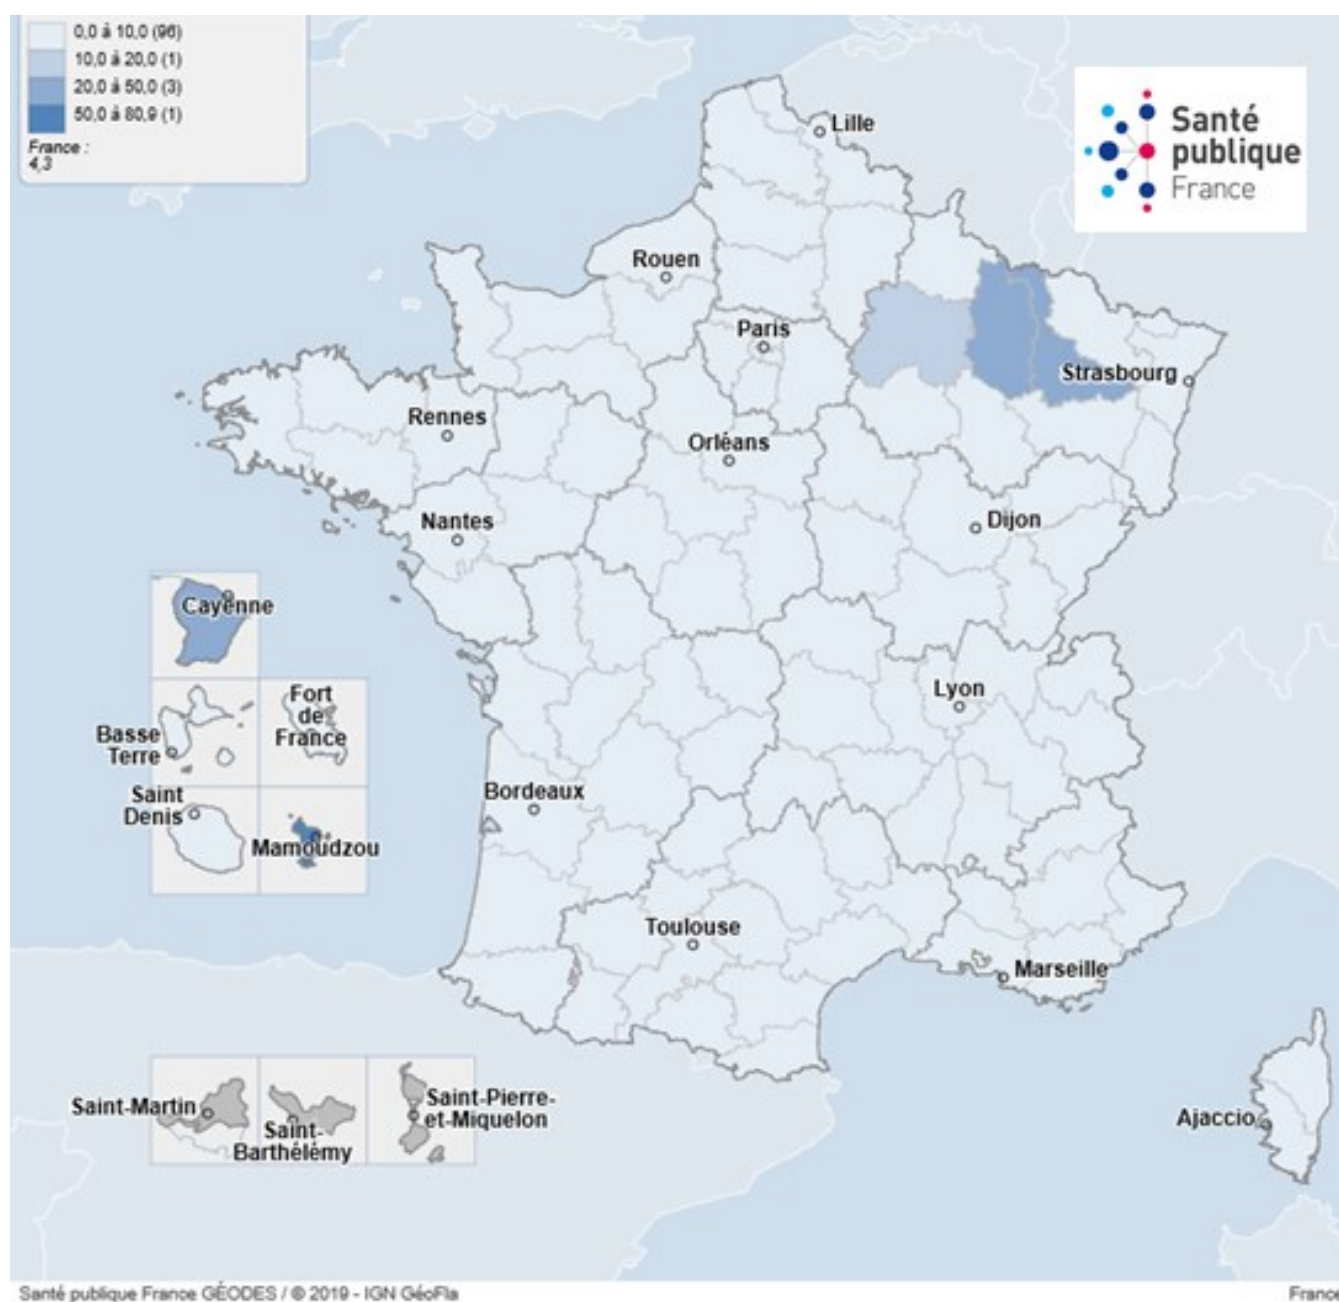 0,0 à 10,0 (96)
10,0 à 20,0 (1)
20,0 à 50,0 (3)
50,0 à 80,9 (1)
France :
4,3
Santé
publique
France
Lille
Rouen
Paris
Strasbourg
Rennes
Orléans
Nantes
Dijon
Cayenne
Lyon
Fort
de
France
Basse
Terre
Saint
Denis
Bordeaux
Mamoudzou
Toulouse
Marseille
Saint-Martin
Saint-
Barthélémy
Saint-Pierre-
et-Miquelon
Ajaccio
Santé publique France GÉODES / © 2019 - IGN GéoFla
France